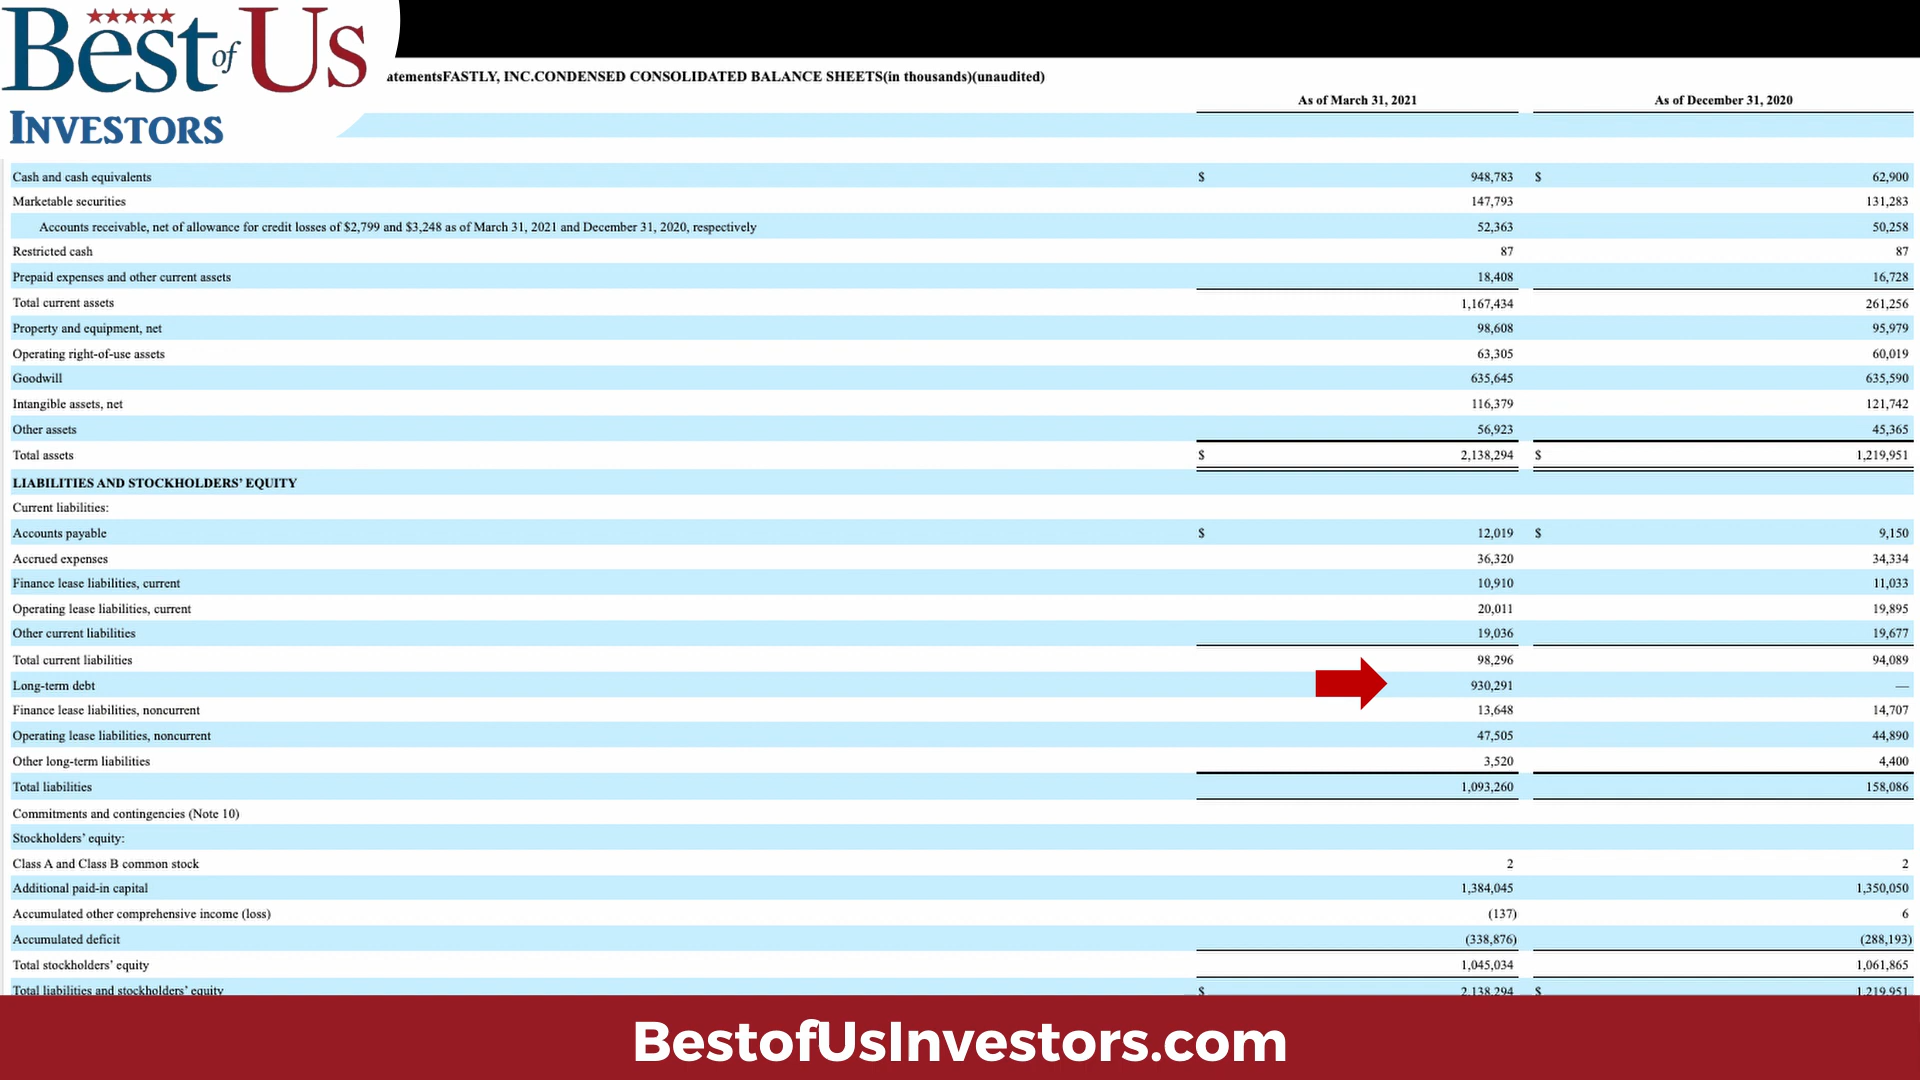 ★★★★★
Best of Us
INVESTORS
atementsFASTLY, INC.CONDENSED CONSOLIDATED BALANCE SHEETS(in thousands)(unaudited)
As of March 31, 2021 As of December 31, 2020
Cash and cash equivalents $ 948,783 $ 62,900
Marketable securities 147,793 131,283
Accounts receivable, net of allowance for credit losses of $2,799 and $3,248 as of March 31, 2021 and December 31, 2020, respectively 52,363 50,258
Restricted cash 87 87
Prepaid expenses and other current assets 18,408 16,728
Total current assets 1,167,434 261,256
Property and equipment, net 98,608 95,979
Operating right-of-use assets 63,305 60,019
Goodwill 635,645 635,590
Intangible assets, net 116,379 121,742
Other assets 56,923 45,365
Total assets $ 2,138,294 $ 1,219,951
LIABILITIES AND STOCKHOLDERS’ EQUITY
Current liabilities:
Accounts payable $ 12,019 $ 9,150
Accrued expenses 36,320 34,334
Finance lease liabilities, current 10,910 11,033
Operating lease liabilities, current 20,011 19,895
Other current liabilities 19,036 19,677
Total current liabilities 98,296 94,089
Long-term debt 930,291 —
Finance lease liabilities, noncurrent 13,648 14,707
Operating lease liabilities, noncurrent 47,505 44,890
Other long-term liabilities 3,520 4,400
Total liabilities 1,093,260 158,086
Commitments and contingencies (Note 10)
Stockholders’ equity:
Class A and Class B common stock 2 2
Additional paid-in capital 1,384,045 1,350,050
Accumulated other comprehensive income (loss) (137) 6
Accumulated deficit (338,876) (288,193)
Total stockholders’ equity 1,045,034 1,061,865
Total liabilities and stockholders’ equity $ 2,138,294 $ 1,219,951
BestofUsInvestors.com